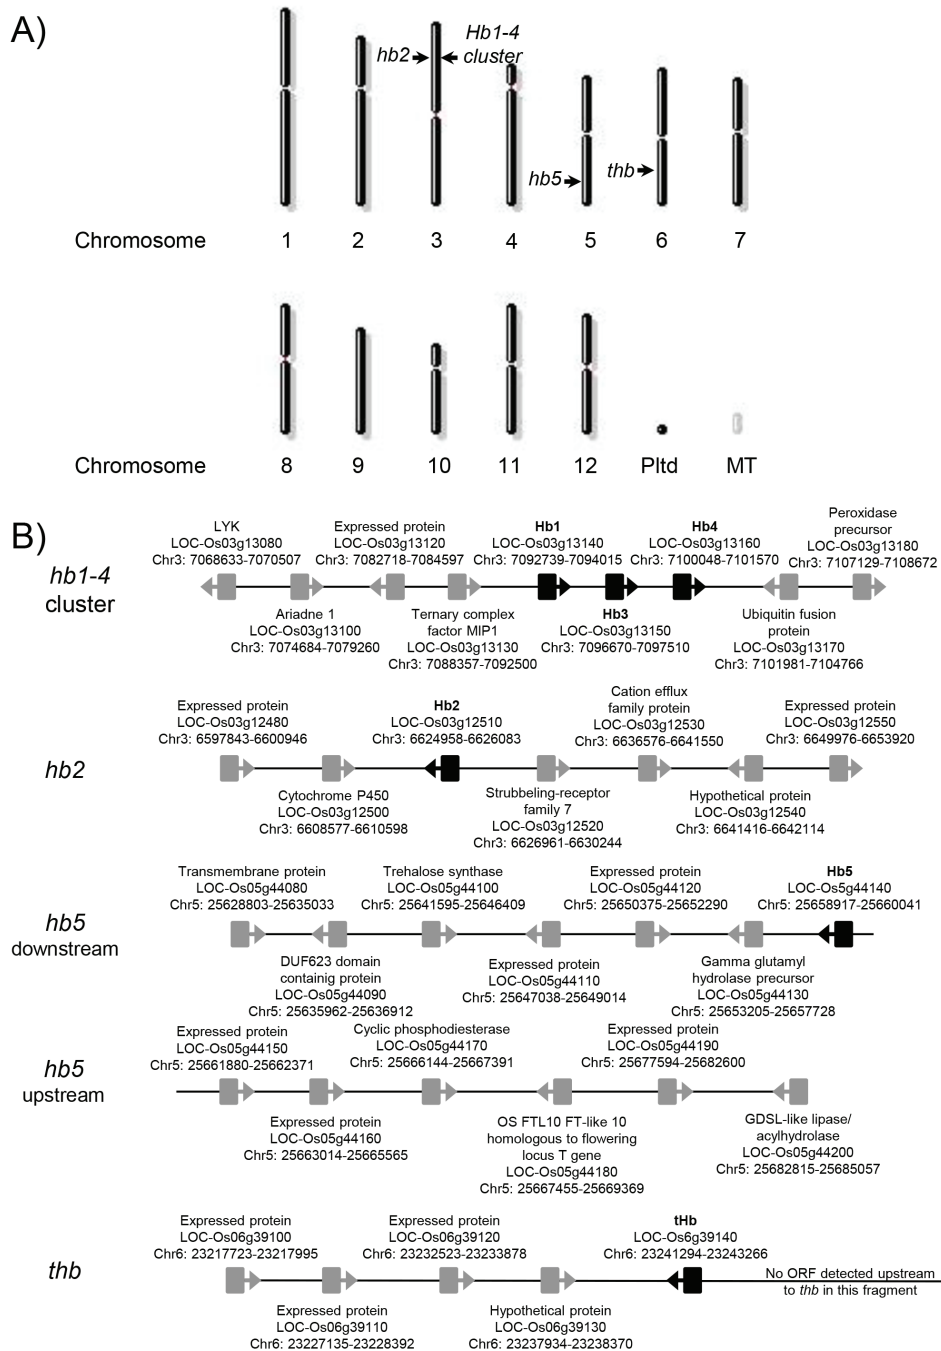 A)
hb2
Hb1-4
cluster
hb5
thb
Chromosome 1 2 3 4 5 6 7
Chromosome 8 9 10 11 12 Pltd MT
B)
hb1-4
cluster
LYK
LOC-Os03g13080
Chr3: 7068633-7070507
Expressed protein
LOC-Os03g13120
Chr3: 7082718-7084597
Hb1
LOC-Os03g13140
Chr3: 7092739-7094015
Hb4
LOC-Os03g13160
Chr3: 7100048-7101570
Peroxidase
precursor
LOC-Os03g13180
Chr3: 7107129-7108672
Ariadne 1
LOC-Os03g13100
Chr3: 7074684-7079260
Ternary complex
factor MIP1
LOC-Os03g13130
Chr3: 7088357-7092500
Hb3
LOC-Os03g13150
Chr3: 7096670-7097510
Ubiquitin fusion
protein
LOC-Os03g13170
Chr3: 7101981-7104766
hb2
Expressed protein
LOC-Os03g12480
Chr3: 6597843-6600946
Hb2
LOC-Os03g12510
Chr3: 6624958-6626083
Cation efflux
family protein
LOC-Os03g12530
Chr3: 6636576-6641550
Expressed protein
LOC-Os03g12550
Chr3: 6649976-6653920
Cytochrome P450
LOC-Os03g12500
Chr3: 6608577-6610598
Strubbeling-receptor
family 7
LOC-Os03g12520
Chr3: 6626961-6630244
Hypothetical protein
LOC-Os03g12540
Chr3: 6641416-6642114
hb5
downstream
Transmembrane protein
LOC-Os05g44080
Chr5: 25628803-25635033
Trehalose synthase
LOC-Os05g44100
Chr5: 25641595-25646409
Expressed protein
LOC-Os05g44120
Chr5: 25650375-25652290
Hb5
LOC-Os05g44140
Chr5: 25658917-25660041
DUF623 domain
containig protein
LOC-Os05g44090
Chr5: 25635962-25636912
Expressed protein
LOC-Os05g44110
Chr5: 25647038-25649014
Gamma glutamyl
hydrolase precursor
LOC-Os05g44130
Chr5: 25653205-25657728
hb5
upstream
Expressed protein
LOC-Os05g44150
Chr5: 25661880-25662371
Cyclic phosphodiesterase
LOC-Os05g44170
Chr5: 25666144-25667391
Expressed protein
LOC-Os05g44190
Chr5: 25677594-25682600
Expressed protein
LOC-Os05g44160
Chr5: 25663014-25665565
OS FTL10 FT-like 10
homologous to flowering
locus T gene
LOC-Os05g44180
Chr5: 25667455-25669369
GDSL-like lipase/
acylhydrolase
LOC-Os05g44200
Chr5: 25682815-25685057
thb
Expressed protein
LOC-Os06g39100
Chr6: 23217723-23217995
Expressed protein
LOC-Os06g39120
Chr6: 23232523-23233878
tHb
LOC-Os6g39140
Chr6: 23241294-23243266
No ORF detected upstream
to thb in this fragment
Expressed protein
LOC-Os06g39110
Chr6: 23227135-23228392
Hypothetical protein
LOC-Os06g39130
Chr6: 23237934-23238370